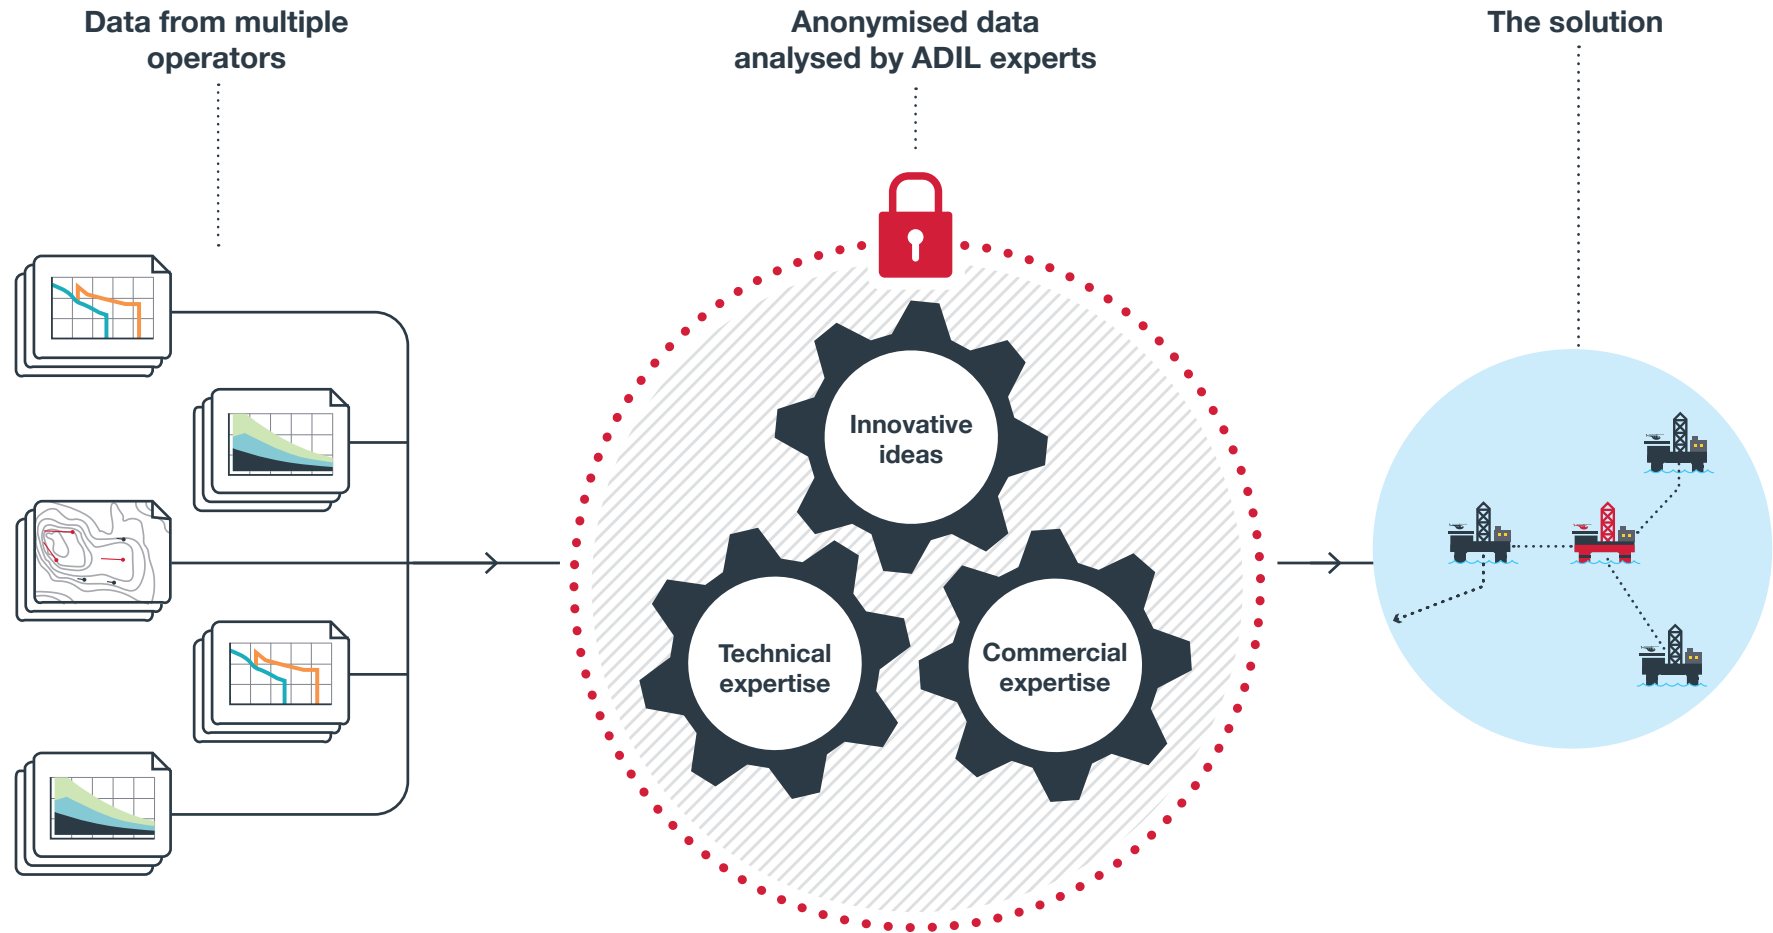 Data from multiple
operators
Anonymised data
analysed by ADIL experts
The solution
Innovative
ideas
Technical
expertise
Commercial
expertise